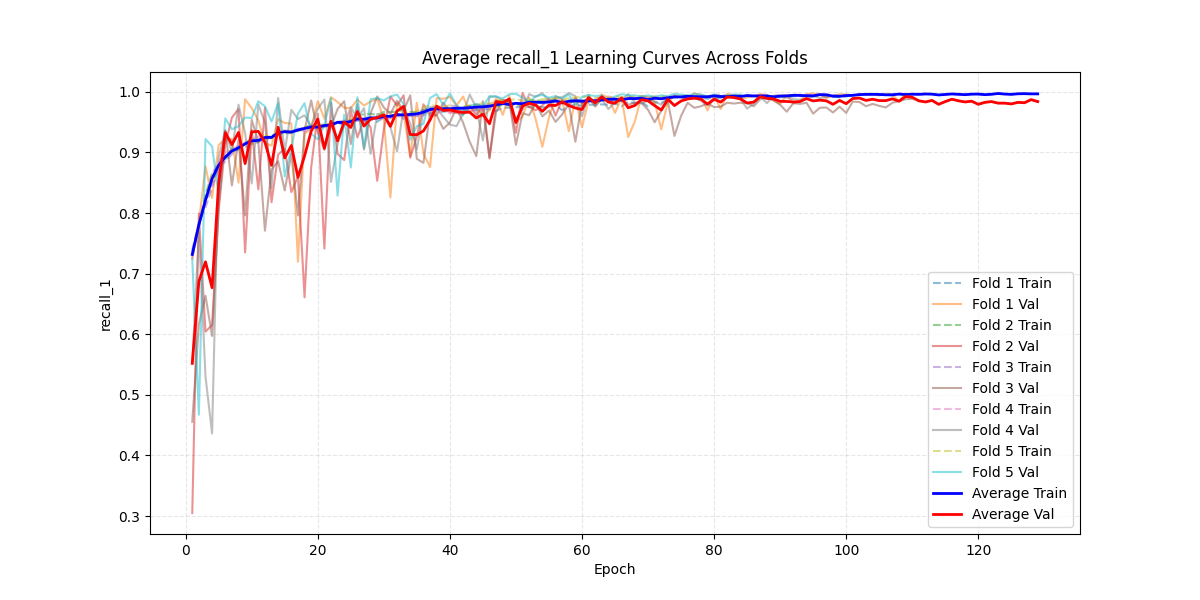 Average recall_1 Learning Curves Across Folds
recall_1
1.0
0.9
0.8
0.7
0.6
0.5
0.4
0.3
0
20
40
60
80
100
120
Epoch
Fold 1 Train
Fold 1 Val
Fold 2 Train
Fold 2 Val
Fold 3 Train
Fold 3 Val
Fold 4 Train
Fold 4 Val
Fold 5 Train
Fold 5 Val
Average Train
Average Val